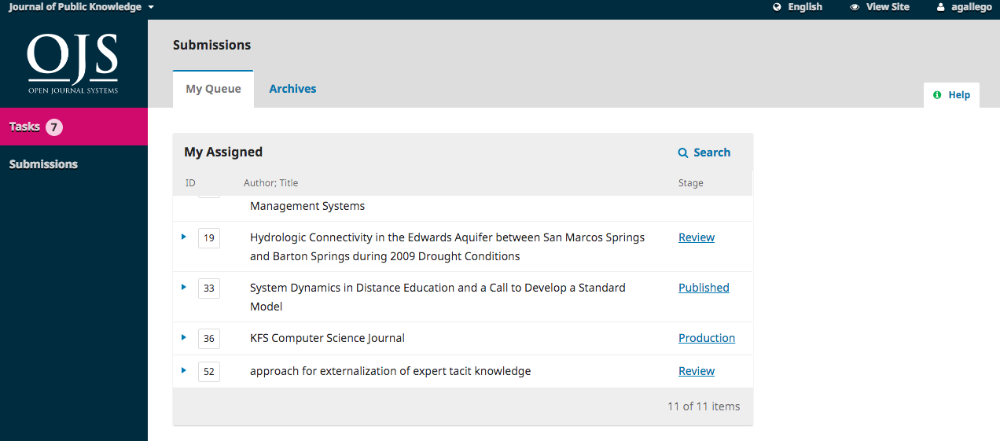 Journal of Public Knowledge
English
View Site
agallego
OJS
OPEN JOURNAL SYSTEMS
Submissions
My Queue
Archives
Help
Tasks 7
Submissions
My Assigned
Search
ID Author; Title Stage
Management Systems
19 Hydrologic Connectivity in the Edwards Aquifer between San Marcos Springs Review
and Barton Springs during 2009 Drought Conditions
33 System Dynamics in Distance Education and a Call to Develop a Standard Published
Model
36 KFS Computer Science Journal Production
52 approach for externalization of expert tacit knowledge Review
11 of 11 items